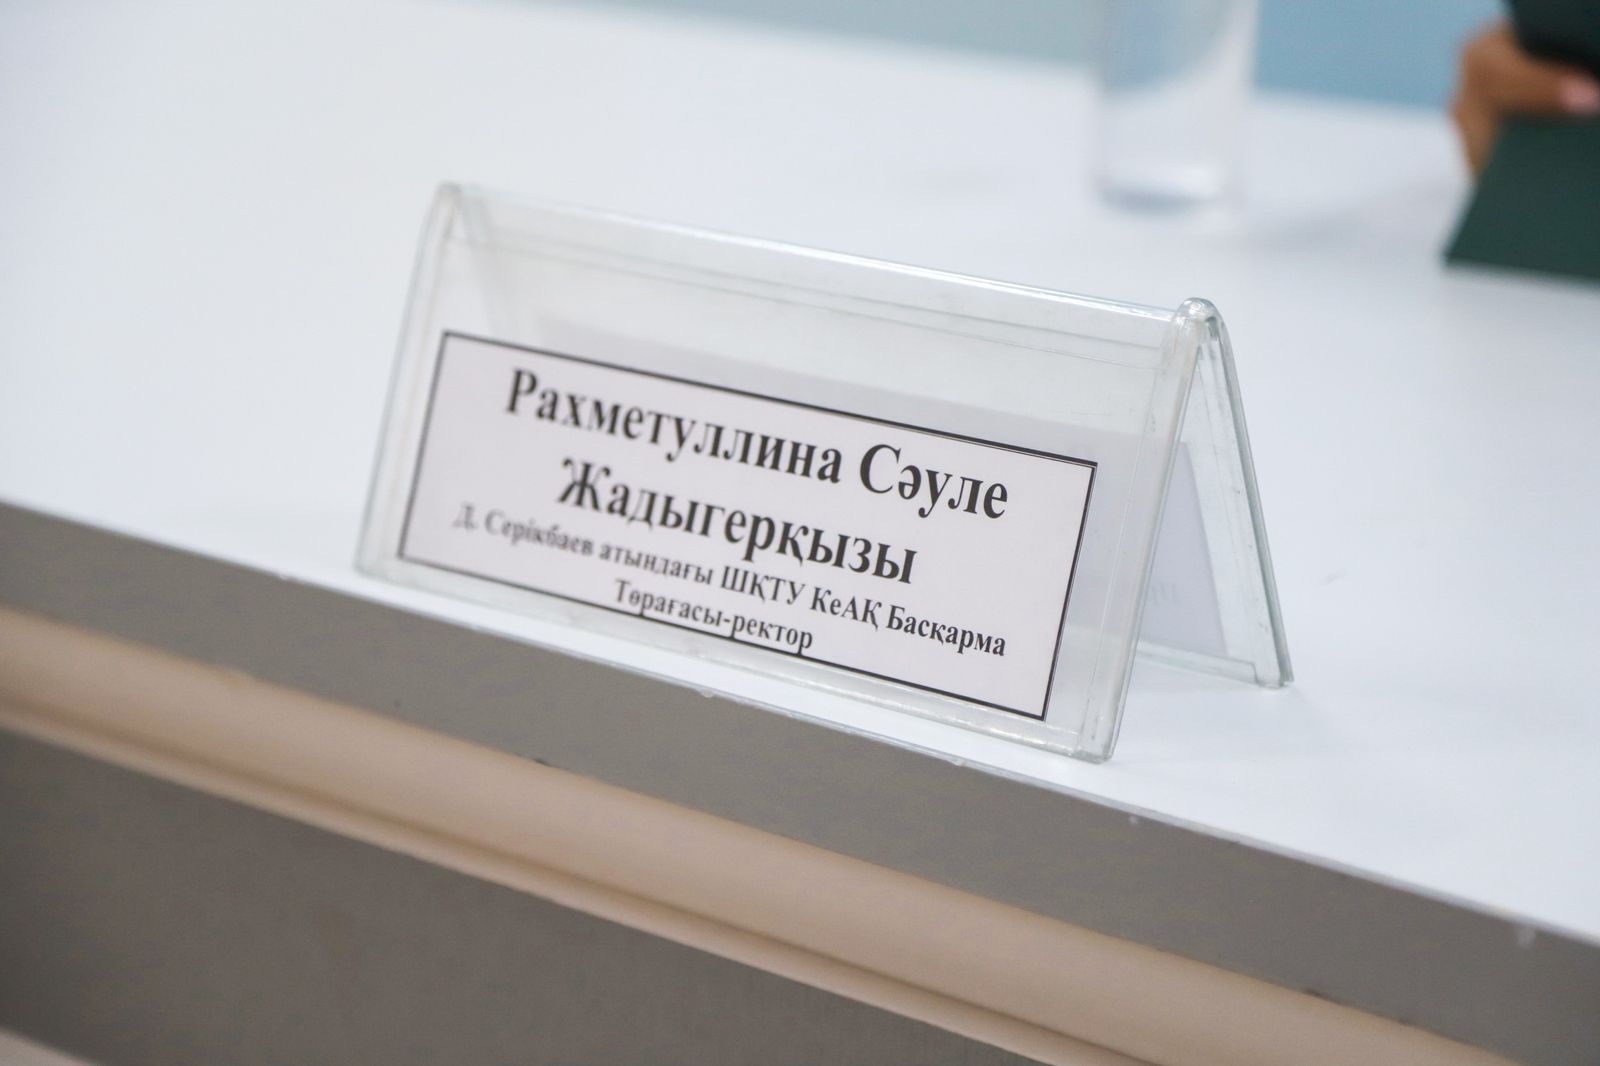 Рахметуллина Сәуле
Жадыгерқызы
Д. Серікбаев атындағы ШҚТУ КеАҚ Басқарма
Төрағасы-ректор